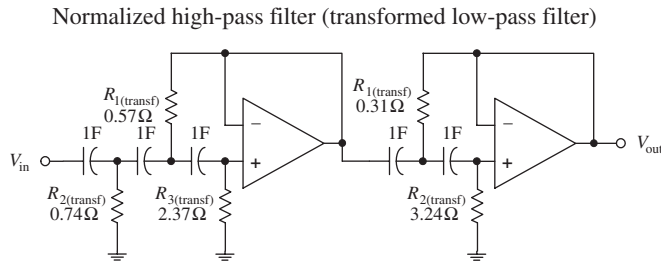 Normalized high-pass filter (transformed low-pass filter)
R1(transf)
0.57Ω
R1(transf)
0.31Ω
1F
1F
1F
−
+
1F
1F
−
+
Vin
Vout
R2(transf)
0.74Ω
R3(transf)
2.37Ω
R2(transf)
3.24Ω